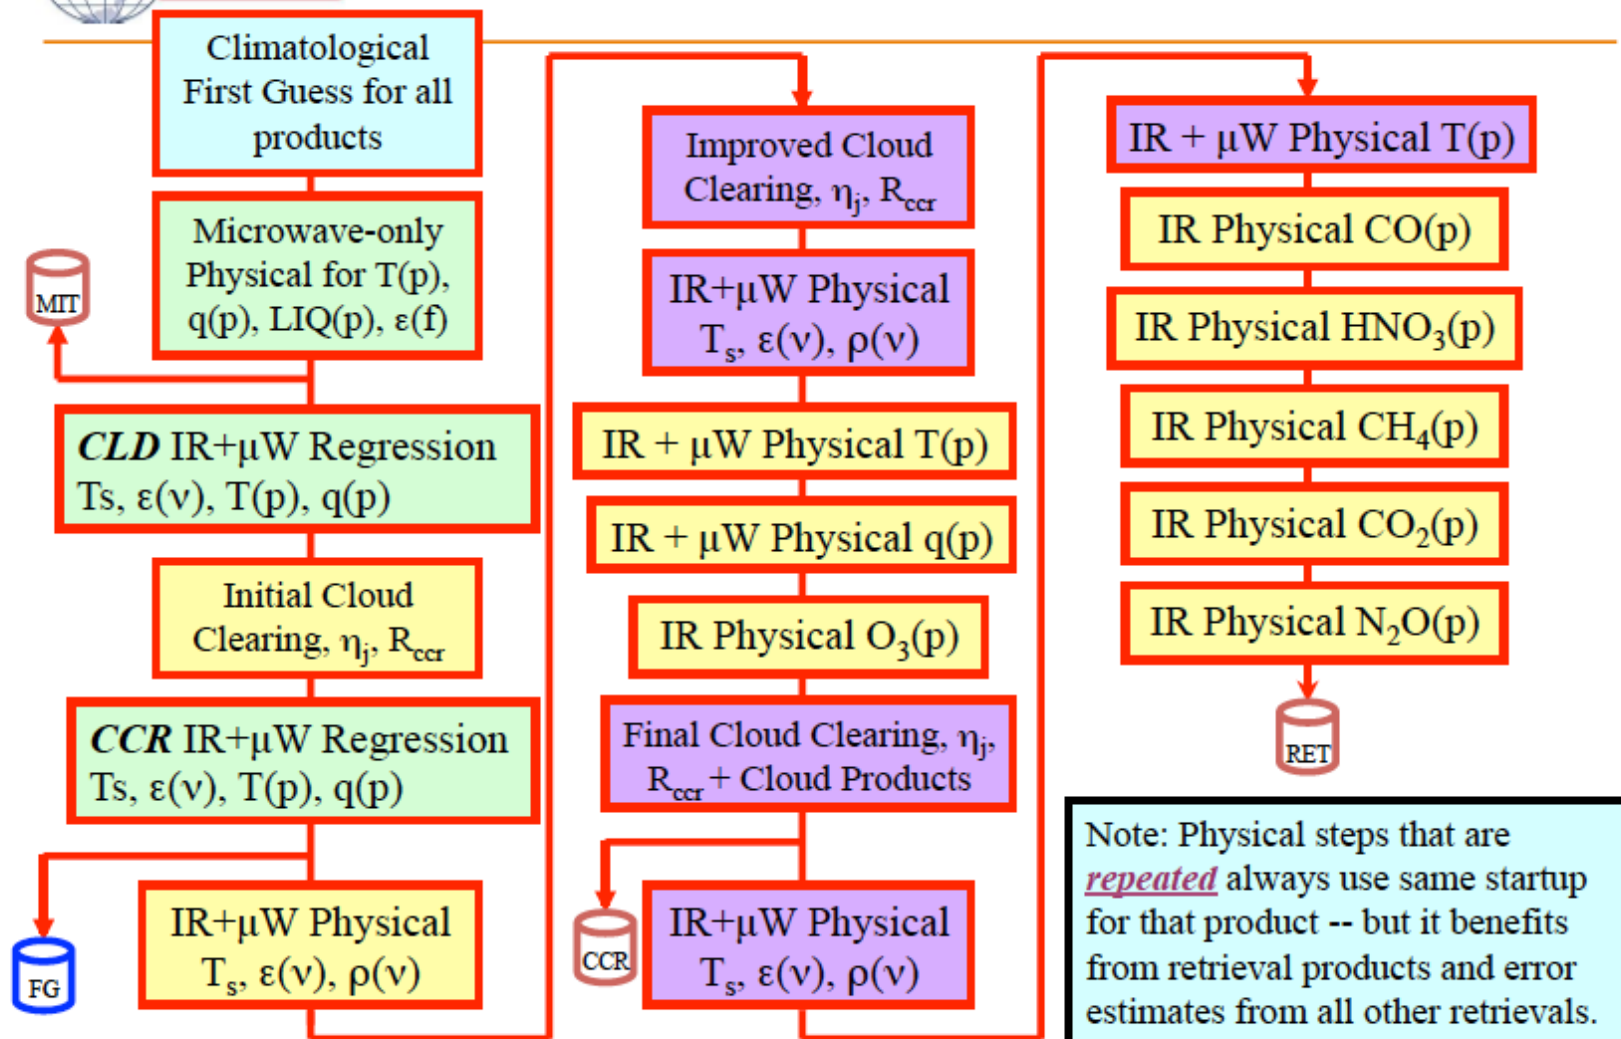 Climatological
First Guess for all
products
Microwave-only
Physical for T(p),
q(p), LIQ(p), ε(f)
MIT
CLD IR+μW Regression
Ts, ε(ν), T(p), q(p)
Initial Cloud
Clearing, ηj, Rccr
CCR IR+μW Regression
Ts, ε(ν), T(p), q(p)
FG
IR+μW Physical
Ts, ε(ν), ρ(ν)
Improved Cloud
Clearing, ηj, Rccr
IR+μW Physical
Ts, ε(ν), ρ(ν)
IR + μW Physical T(p)
IR + μW Physical q(p)
IR Physical O3(p)
Final Cloud Clearing, ηj,
Rccr + Cloud Products
CCR
IR+μW Physical
Ts, ε(ν), ρ(ν)
IR + μW Physical T(p)
IR Physical CO(p)
IR Physical HNO3(p)
IR Physical CH4(p)
IR Physical CO2(p)
IR Physical N2O(p)
RET
Note: Physical steps that are
repeated always use same startup
for that product -- but it benefits
from retrieval products and error
estimates from all other retrievals.